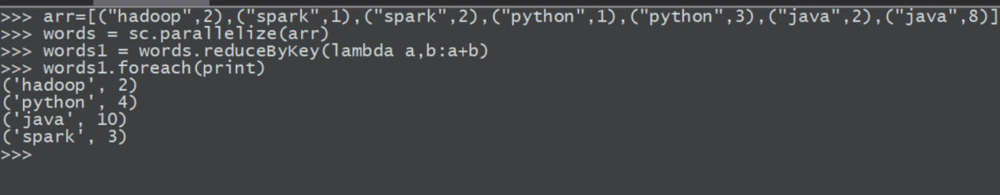 >>> arr=[("hadoop",2),("spark",1),("spark",2),("python",1),("python",3),("java",2),("java",8)]
>>> words = sc.parallelize(arr)
>>> words1 = words.reduceByKey(lambda a,b:a+b)
>>> words1.foreach(print)
('hadoop', 2)
('python', 4)
('java', 10)
('spark', 3)
>>>